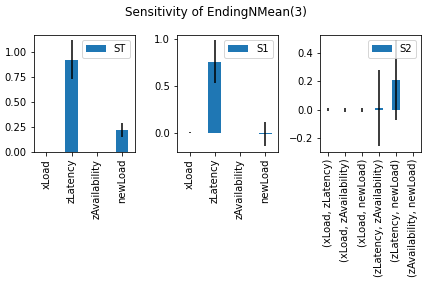 Sensitivity of EndingNMean(3)
ST
1.00
0.75
0.50
0.25
0.00
xLoad
zLatency
zAvailability
newLoad
S1
1.0
0.5
0.0
xLoad
zLatency
zAvailability
newLoad
S2
0.4
0.2
0.0
−0.2
(xLoad, zLatency)
(xLoad, zAvailability)
(xLoad, newLoad)
(zLatency, zAvailability)
(zLatency, newLoad)
(zAvailability, newLoad)